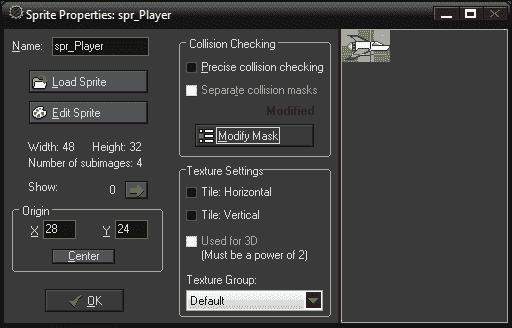 Sprite Properties: spr_Player
Name: spr_Player
Load Sprite
Edit Sprite
Width: 48 Height: 32
Number of subimages: 4
Show: 0
Origin
X 28 Y 24
Center
OK
Collision Checking
Precise collision checking
Separate collision masks
Modified
Modify Mask
Texture Settings
Tile: Horizontal
Tile: Vertical
Used for 3D
(Must be a power of 2)
Texture Group:
Default